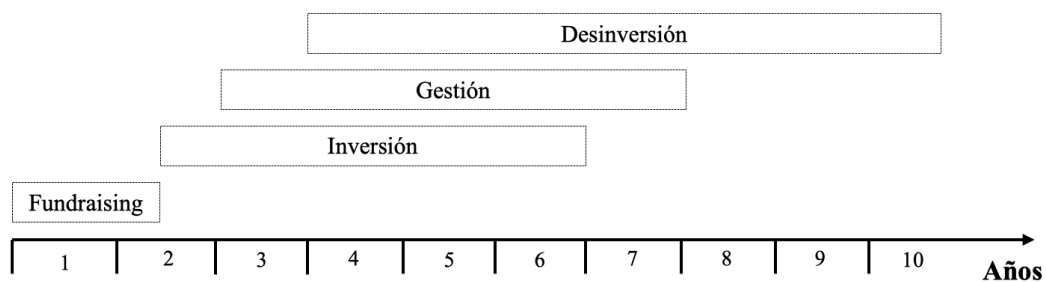 Desinversión
Gestión
Inversión
Fundraising
1 2 3 4 5 6 7 8 9 10
Años